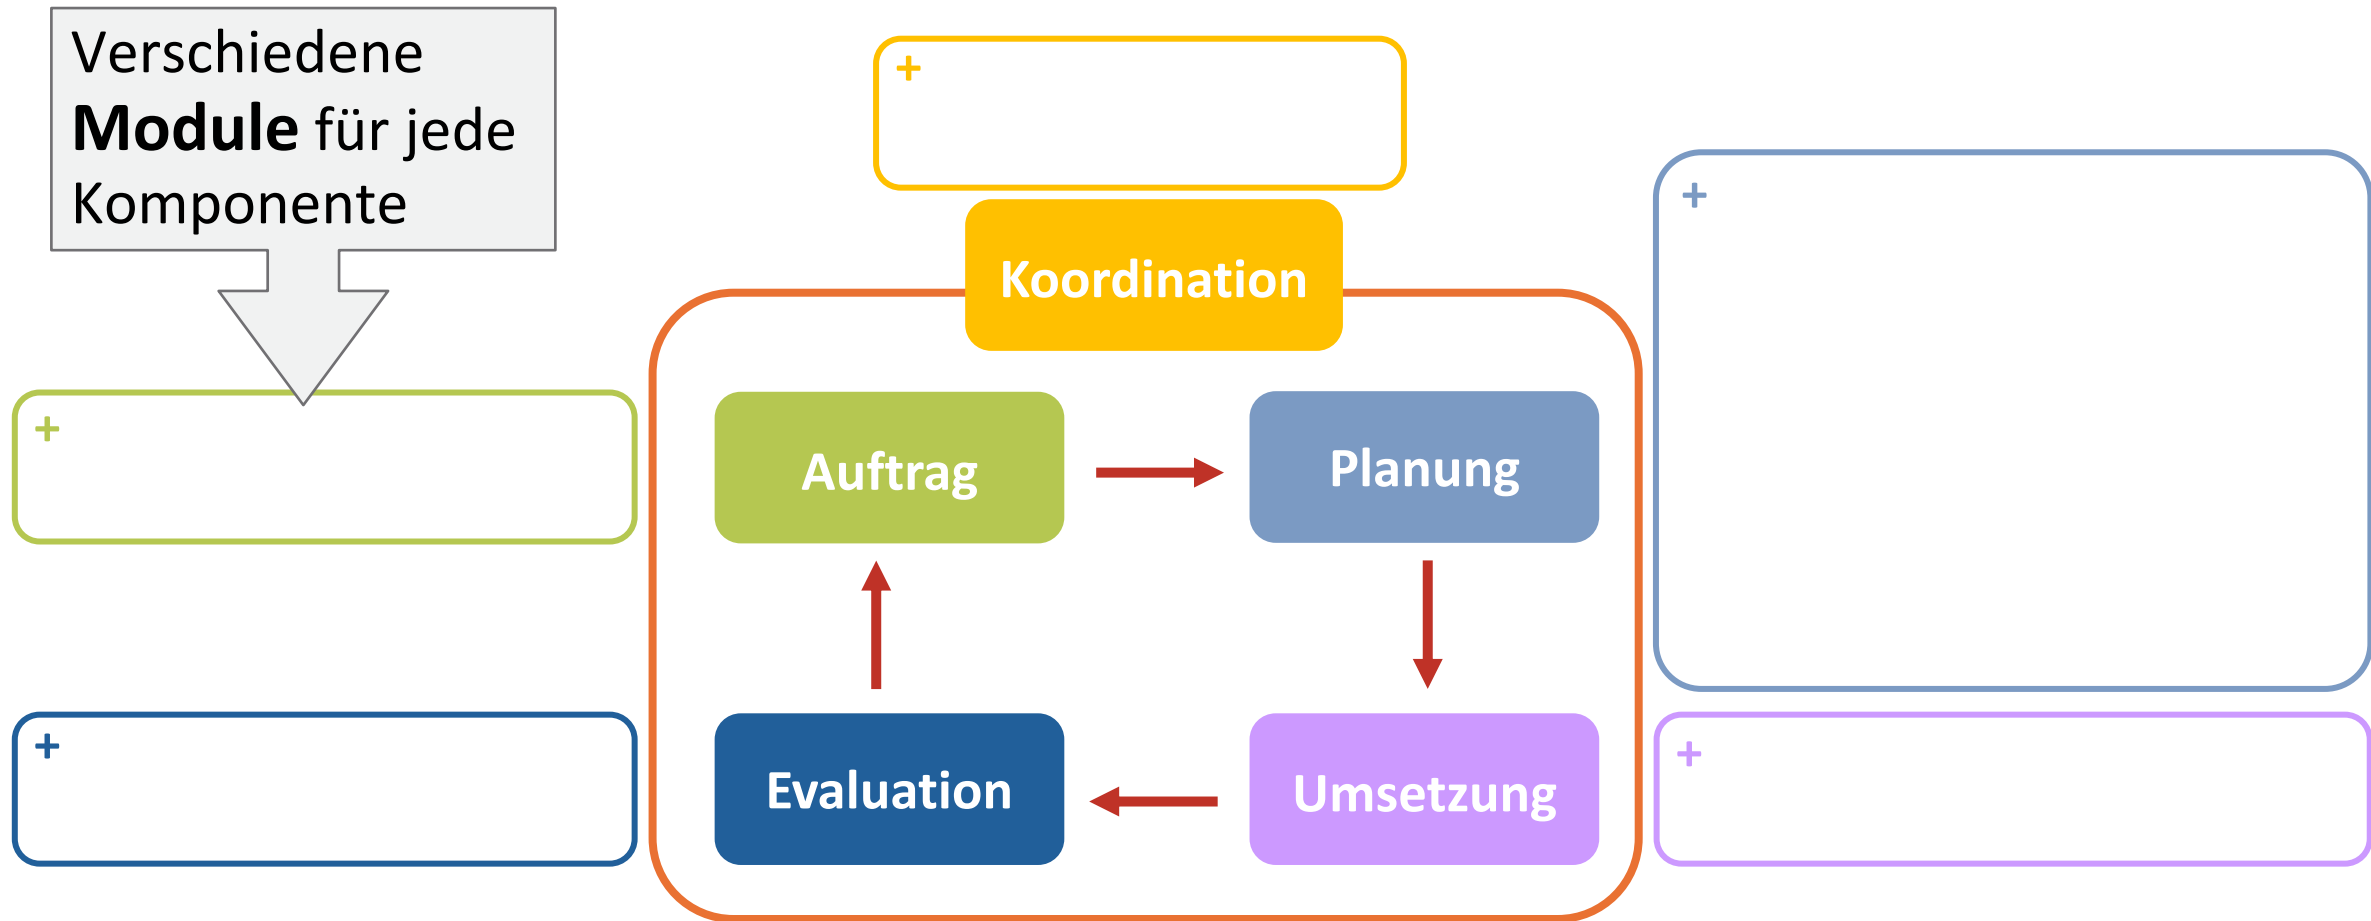 Verschiedene
Module für jede
Komponente
+
Koordination
+
+
Auftrag
Planung
+
Evaluation
Umsetzung
+